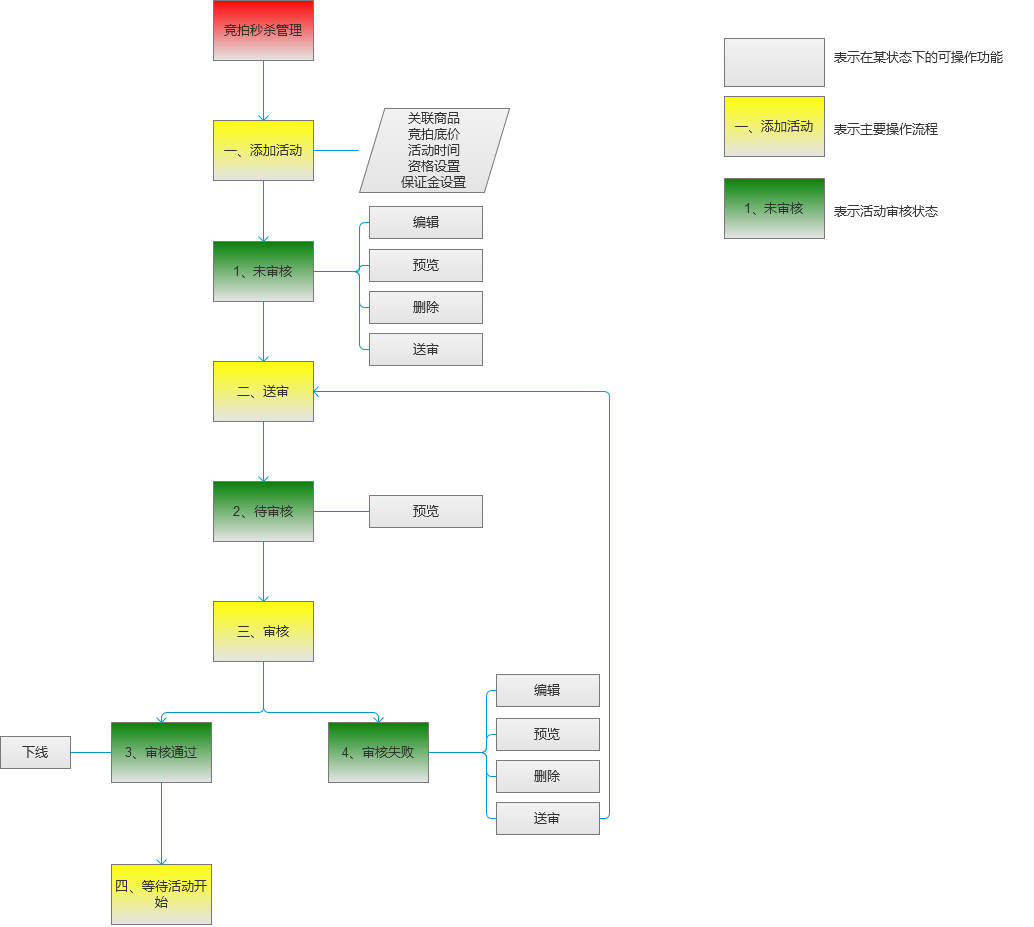 竟拍秒杀管理
表示在某状态下的可操作功能
一、添加活动
表示主要操作流程
1、未审核
表示活动审核状态
一、添加活动
关联商品
竟拍底价
活动时间
资格设置
保证金设置
1、未审核
编辑
预览
删除
送审
二、送审
2、待审核
预览
三、审核
下线
3、审核通过
4、审核失败
编辑
预览
删除
送审
四、等待活动开
始